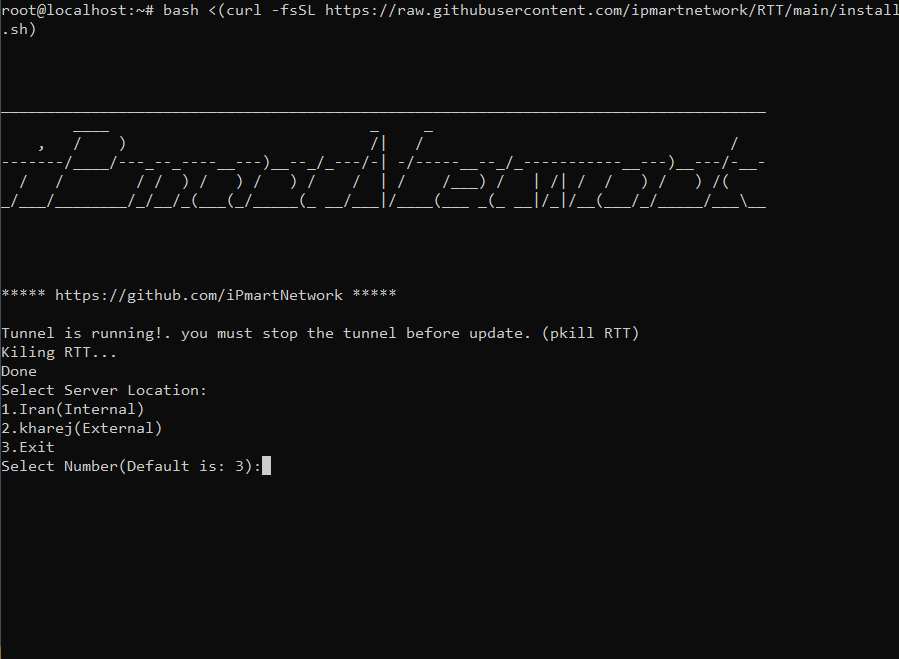 root@localhost:~# bash <(curl -fsSL https://raw.githubusercontent.com/ipmartnetwork/RTT/main/install
.sh)
iPmartNetwork
***** https://github.com/iPmartNetwork *****
Tunnel is running!. you must stop the tunnel before update. (pkill RTT)
Kiling RTT...
Done
Select Server Location:
1.Iran(Internal)
2.kharej(External)
3.Exit
Select Number(Default is: 3):